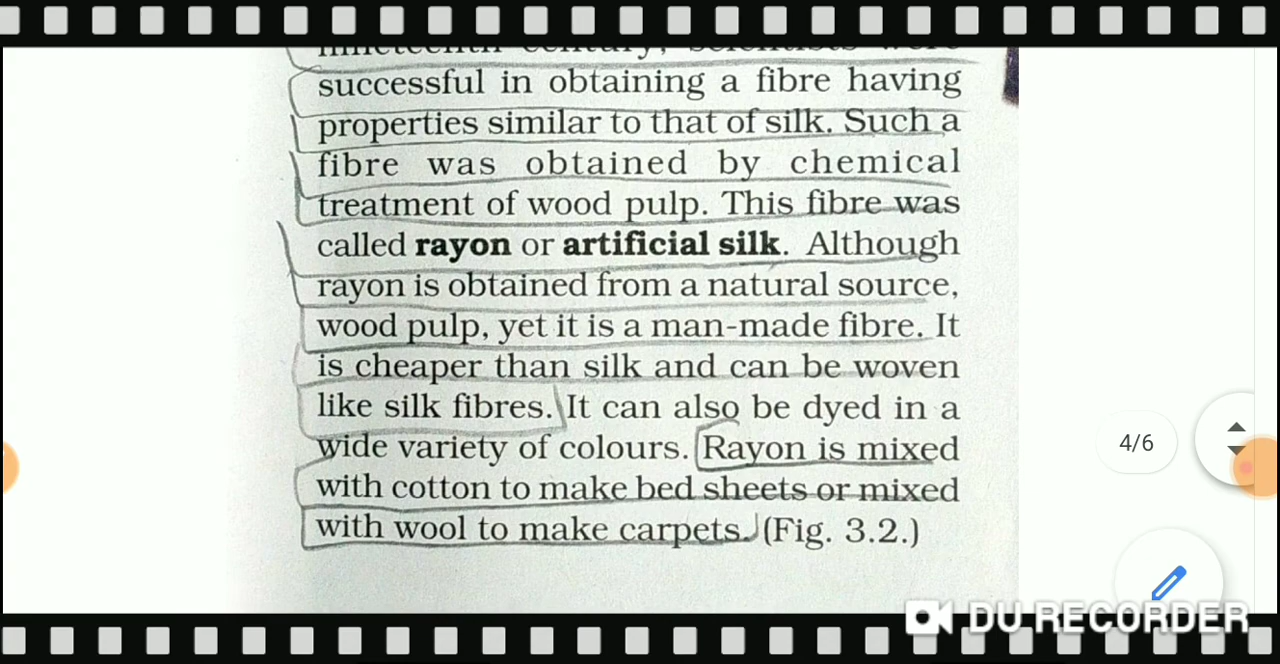 nineteenth century, scientists were
successful in obtaining a fibre having
properties similar to that of silk. Such a
fibre was obtained by chemical
treatment of wood pulp. This fibre was
called rayon or artificial silk. Although
rayon is obtained from a natural source,
wood pulp, yet it is a man-made fibre. It
is cheaper than silk and can be woven
like silk fibres. It can also be dyed in a
wide variety of colours. Rayon is mixed
with cotton to make bed sheets or mixed
with wool to make carpets. (Fig. 3.2.)
4/6
DU RECORDER